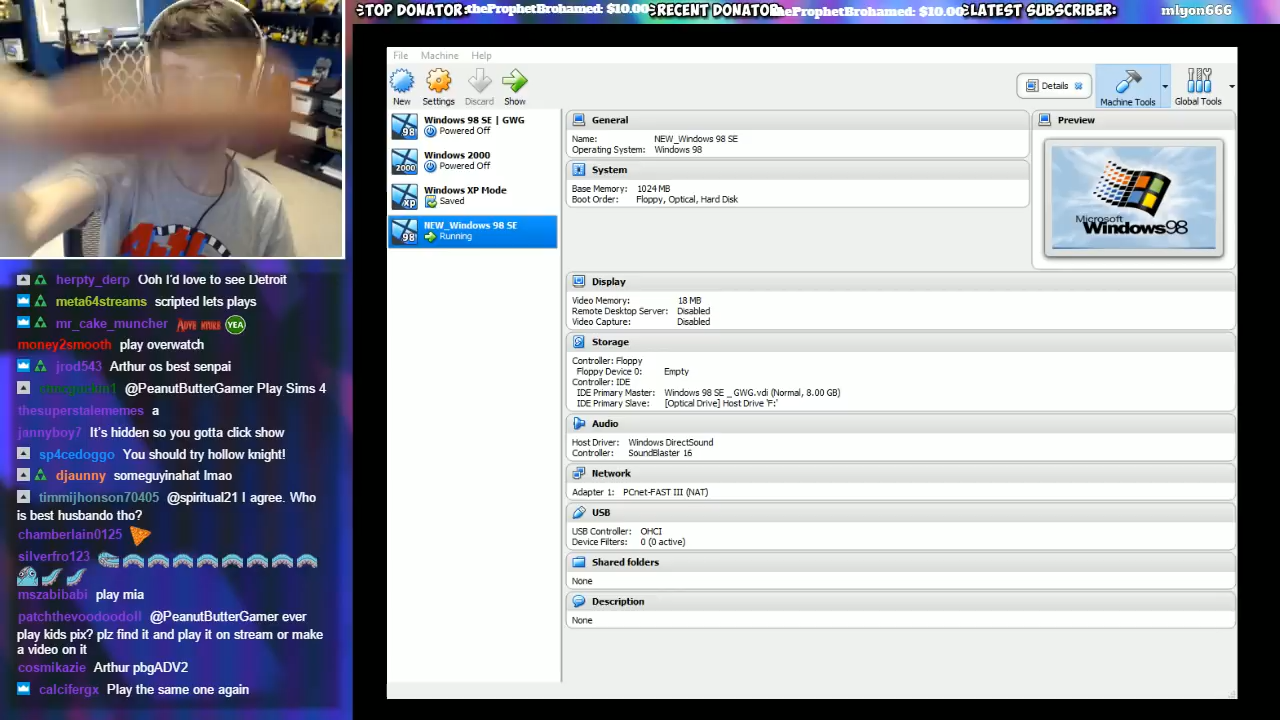 TOP DONATOR: theProphetBrohamed: $10.00 RECENT DONATOR: theProphetBrohamed: $10.00 LATEST SUBSCRIBER: mlyon666
File Machine Help
New Settings Discard Show
Details Machine Tools Global Tools
Windows 98 SE | GWG
Powered Off
98
Windows 2000
Powered Off
2000
Windows XP Mode
Saved
XP
NEW_Windows 98 SE
Running
98
General
Name: NEW_Windows 98 SE
Operating System: Windows 98
System
Base Memory: 1024 MB
Boot Order: Floppy, Optical, Hard Disk
Preview
Microsoft
Windows98
Display
Video Memory: 18 MB
Remote Desktop Server: Disabled
Video Capture: Disabled
Storage
Controller: Floppy
Floppy Device 0: Empty
Controller: IDE
IDE Primary Master: Windows 98 SE _ GWG.vdi (Normal, 8.00 GB)
IDE Primary Slave: [Optical Drive] Host Drive 'F:'
Audio
Host Driver: Windows DirectSound
Controller: SoundBlaster 16
Network
Adapter 1: PCnet-FAST III (NAT)
USB
USB Controller: OHCI
Device Filters: 0 (0 active)
Shared folders
None
Description
None
herpty_derp Ooh I'd love to see Detroit
meta64streams scripted lets plays
mr_cake_muncher YEA
money2smooth play overwatch
jrod543 Arthur os best senpai
@PeanutButterGamer Play Sims 4
thesuperstalememes a
jannyboy7 It's hidden so you gotta click show
sp4cedoggo You should try hollow knight!
djaunny someguyinahat lmao
timmijhonson70405 @spiritual21 I agree. Who
is best husbando tho?
chamberlain0125
silverfro123
mszabibabi play mia
patchthevoodoodoll @PeanutButterGamer ever
play kids pix? plz find it and play it on stream or make
a video on it
cosmikazie Arthur pbgADV2
calcifergx Play the same one again